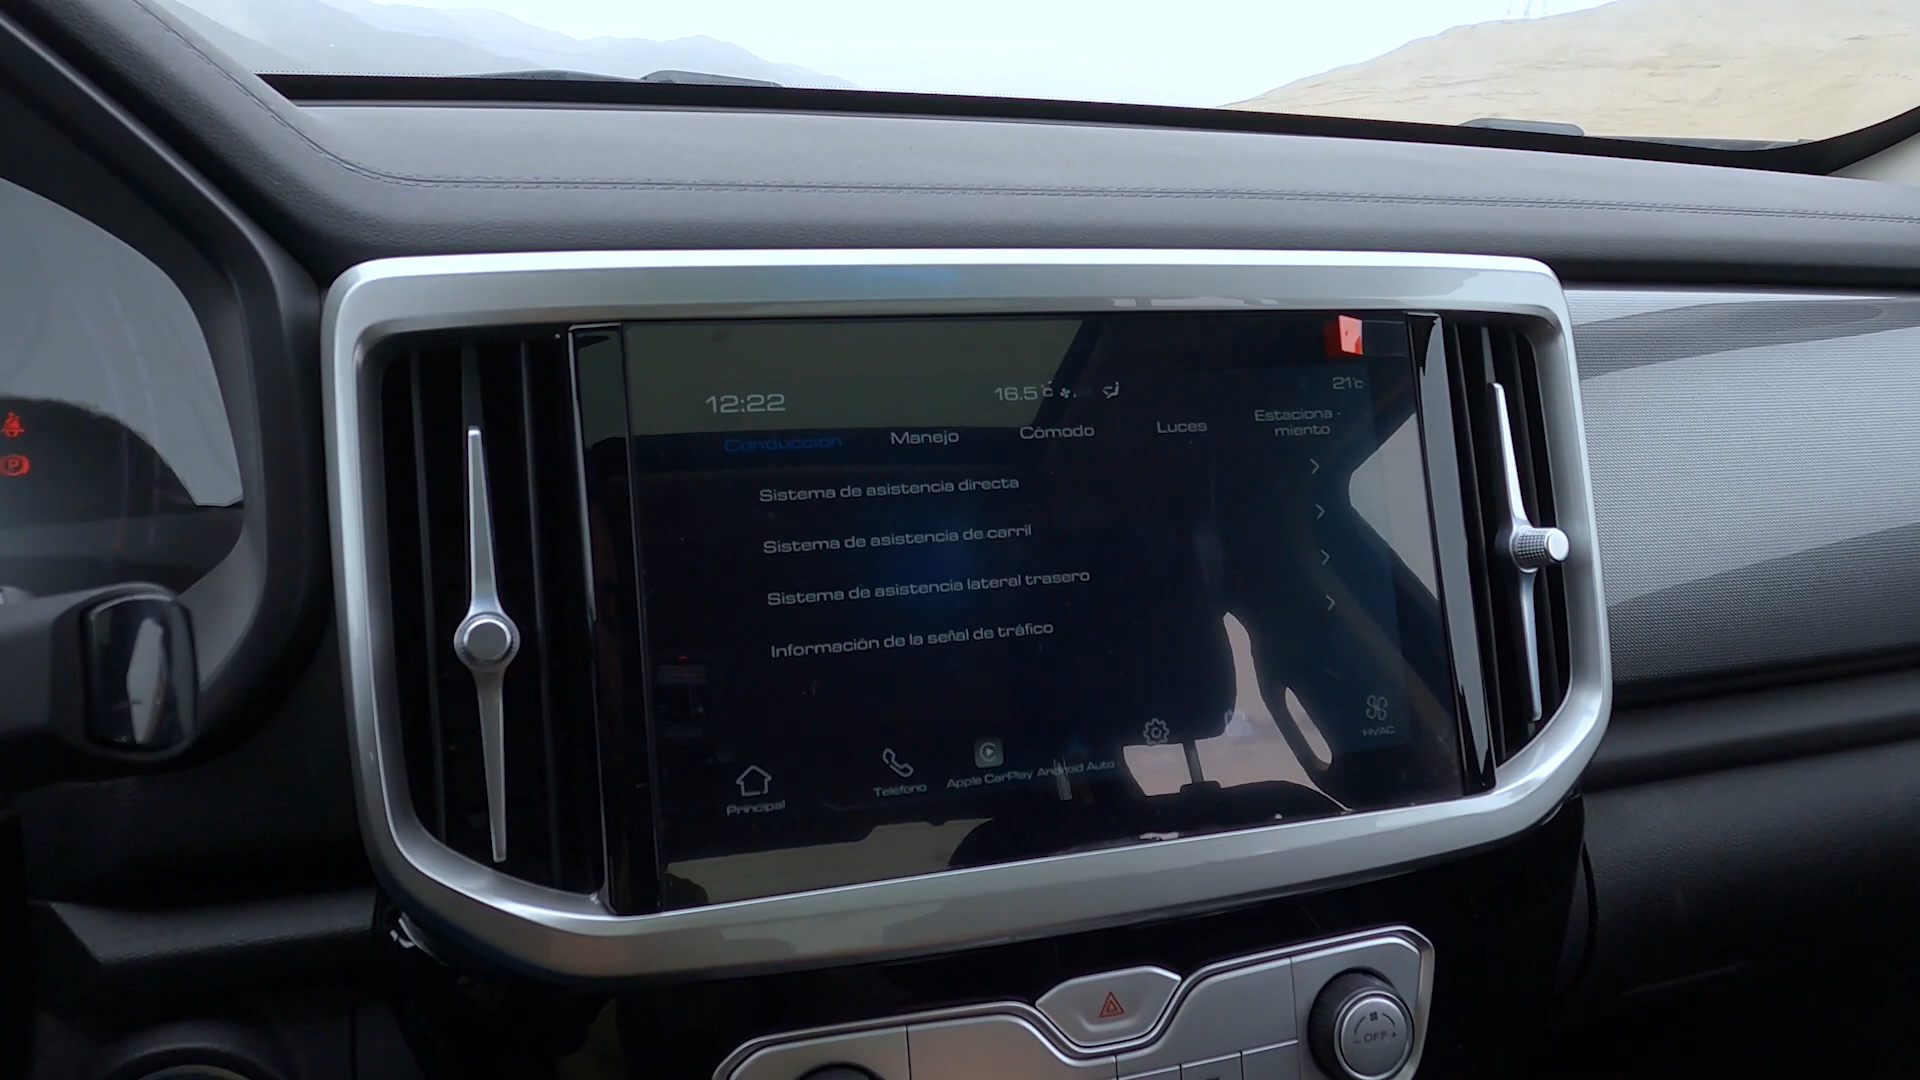 12:22
16.5°c
21°c
Conducción
Manejo
Cómodo
Luces
Estaciona-
miento
Sistema de asistencia directa
Sistema de asistencia de carril
Sistema de asistencia lateral trasero
Información de la señal de tráfico
Principal
Teléfono
Apple CarPlay Android Auto
HVAC
- OFF +
P